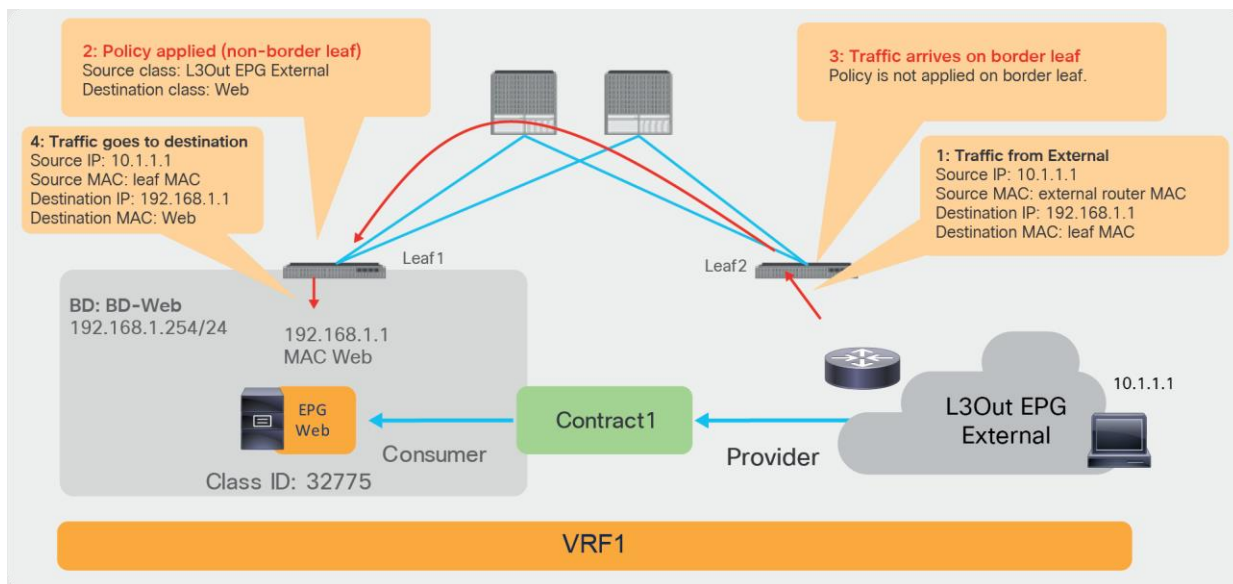 2: Policy applied (non-border leaf)
Source class: L3Out EPG External
Destination class: Web
3: Traffic arrives on border leaf
Policy is not applied on border leaf.
4: Traffic goes to destination
Source IP: 10.1.1.1
Source MAC: leaf MAC
Destination IP: 192.168.1.1
Destination MAC: Web
1: Traffic from External
Source IP: 10.1.1.1
Source MAC: external router MAC
Destination IP: 192.168.1.1
Destination MAC: leaf MAC
Leaf1
Leaf2
BD: BD-Web
192.168.1.254/24
192.168.1.1
MAC Web
EPG
Web
Class ID: 32775
Consumer
Contract1
Provider
L3Out EPG
External
10.1.1.1
VRF1